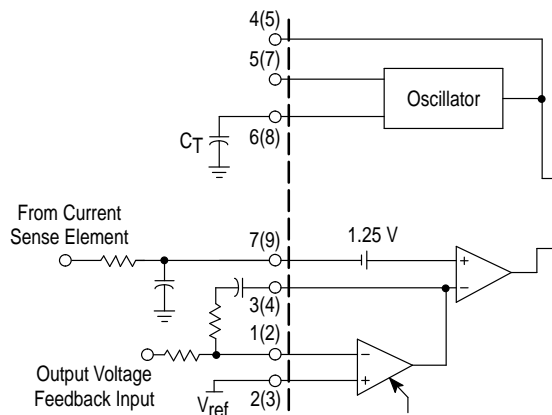 4(5)
5(7)
Oscillator
CT
6(8)
From Current
Sense Element
7(9)
1.25 V
+
−
3(4)
1(2)
−
+
Output Voltage
Feedback Input
Vref
2(3)